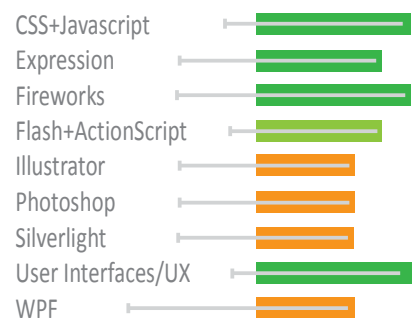 CSS+Javascript
Expression
Fireworks
Flash+ActionScript
Illustrator
Photoshop
Silverlight
User Interfaces/UX
WPF